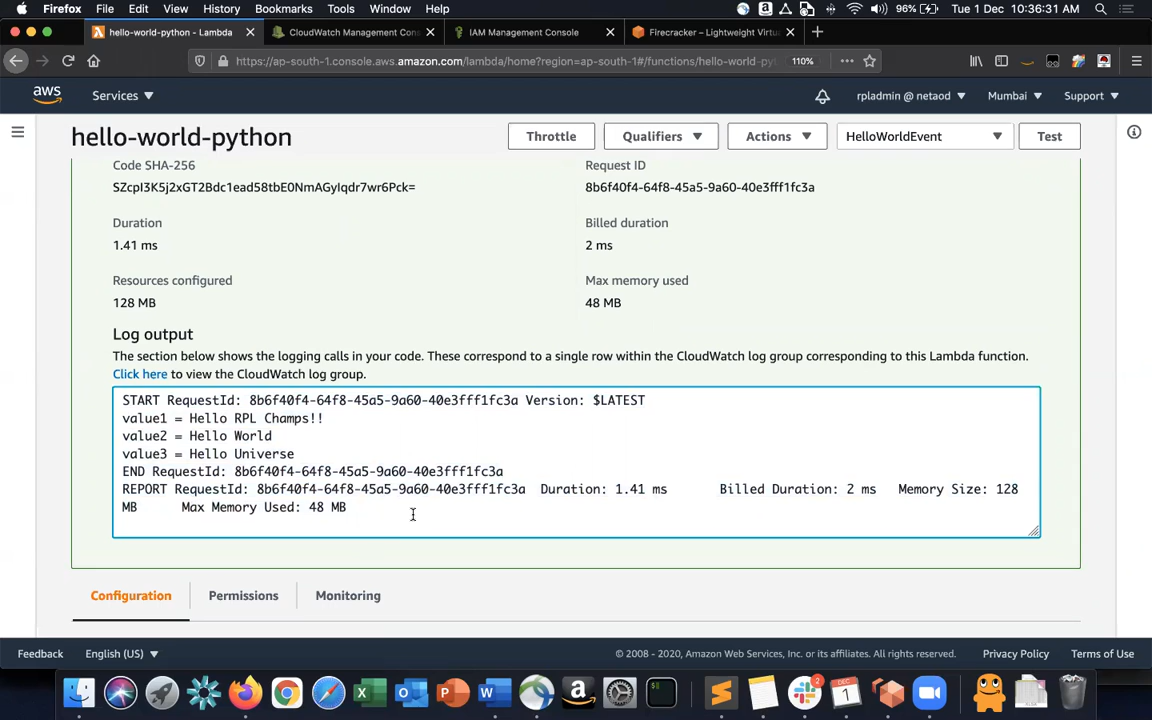 Firefox File Edit View History Bookmarks Tools Window Help 96% Tue 1 Dec 10:36:31 AM
hello-world-python - Lambda CloudWatch Management Con IAM Management Console Firecracker – Lightweight Virtu
https://ap-south-1.console.aws.amazon.com/lambda/home?region=ap-south-1#/functions/hello-world-pyt 110%
aws Services rpladmin @ netaod Mumbai Support
hello-world-python Throttle Qualifiers Actions HelloWorldEvent Test
Code SHA-256 Request ID
SZcpI3K5j2xGT2Bdc1ead58tbE0NmAGyIqdr7wr6Pck= 8b6f40f4-64f8-45a5-9a60-40e3fff1fc3a
Duration Billed duration
1.41 ms 2 ms
Resources configured Max memory used
128 MB 48 MB
Log output
The section below shows the logging calls in your code. These correspond to a single row within the CloudWatch log group corresponding to this Lambda function.
Click here to view the CloudWatch log group.
START RequestId: 8b6f40f4-64f8-45a5-9a60-40e3fff1fc3a Version: $LATEST
value1 = Hello RPL Champs!!
value2 = Hello World
value3 = Hello Universe
END RequestId: 8b6f40f4-64f8-45a5-9a60-40e3fff1fc3a
REPORT RequestId: 8b6f40f4-64f8-45a5-9a60-40e3fff1fc3a Duration: 1.41 ms Billed Duration: 2 ms Memory Size: 128
MB Max Memory Used: 48 MB
Configuration Permissions Monitoring
Feedback English (US) © 2008 - 2020, Amazon Web Services, Inc. or its affiliates. All rights reserved. Privacy Policy Terms of Use